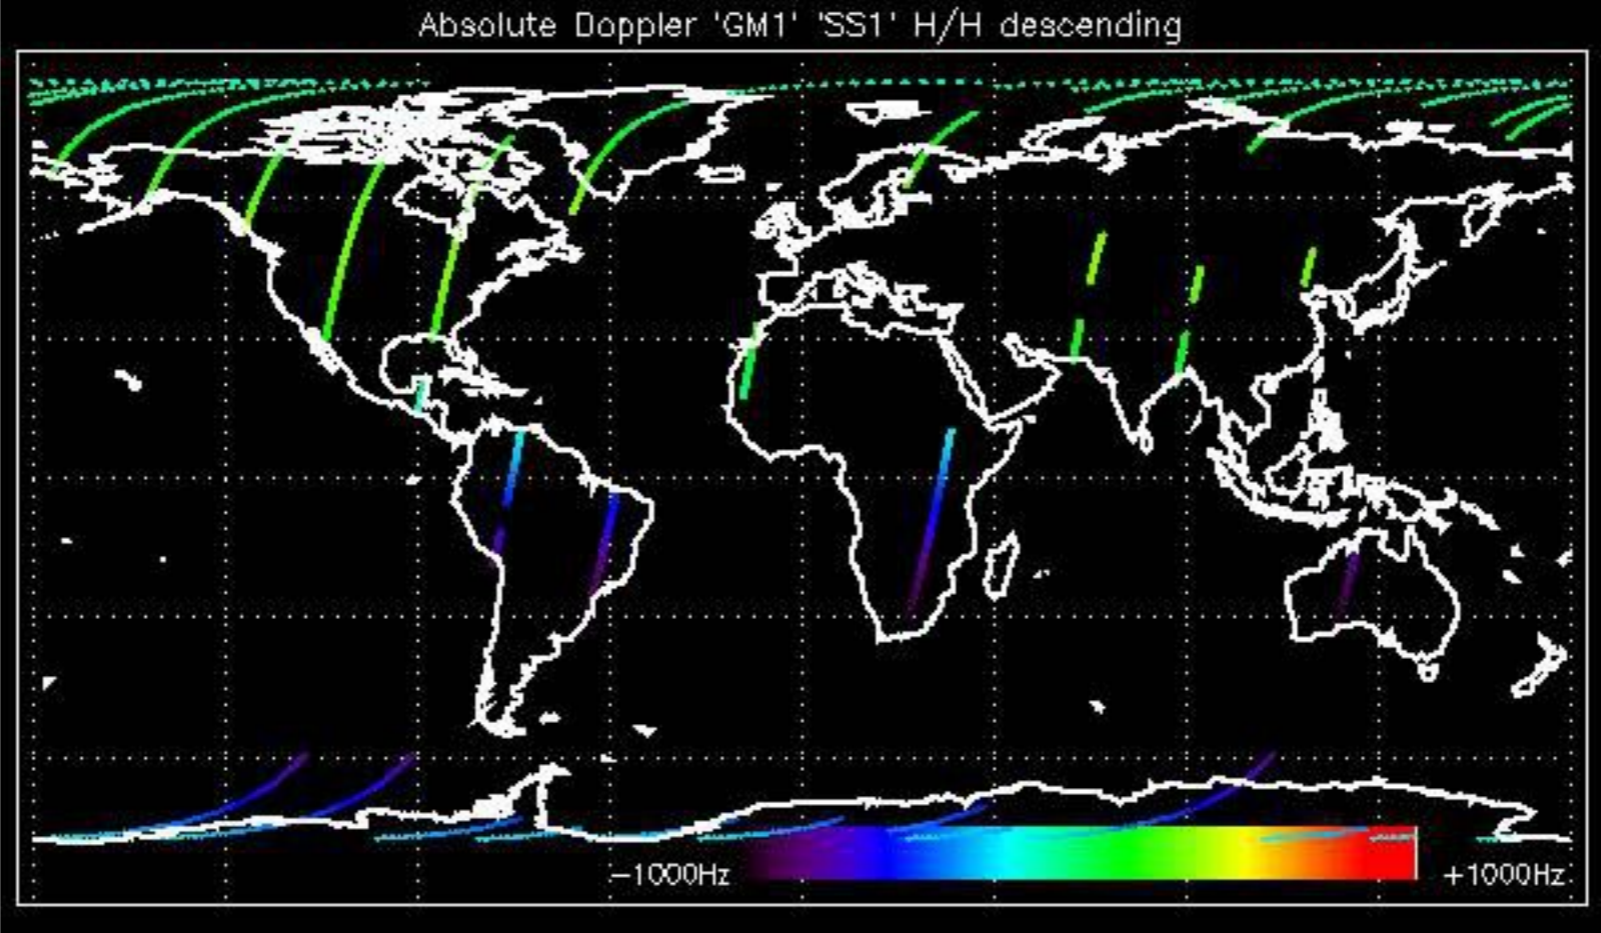 Absolute Doppler 'GM1' 'SS1' H/H descending
−1000Hz +1000Hz